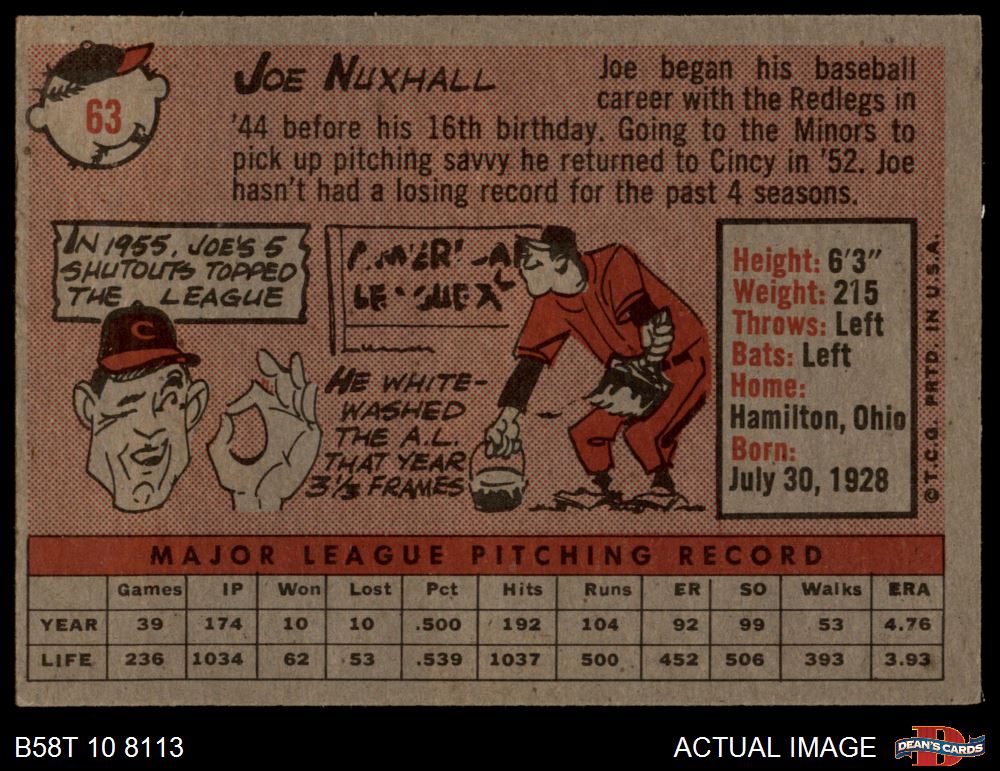 63
JOE NUXHALL
Joe began his baseball
career with the Redlegs in
'44 before his 16th birthday. Going to the Minors to
pick up pitching savvy he returned to Cincy in '52. Joe
hasn't had a losing record for the past 4 seasons.
IN 1955, JOE'S 5
SHUTOUTS TOPPED
THE LEAGUE
C
HE WHITE-
WASHED
THE A.L.
THAT YEAR
3⅓ FRAMES
Height: 6'3"
Weight: 215
Throws: Left
Bats: Left
Home:
Hamilton, Ohio
Born:
July 30, 1928
©T.C.G. PRTD. IN U.S.A.
MAJOR LEAGUE PITCHING RECORD
Games IP Won Lost Pct Hits Runs ER SO Walks ERA
YEAR 39 174 10 10 .500 192 104 92 99 53 4.76
LIFE 236 1034 62 53 .539 1037 500 452 506 393 3.93
B58T 10 8113
ACTUAL IMAGE
DEAN'S CARDS